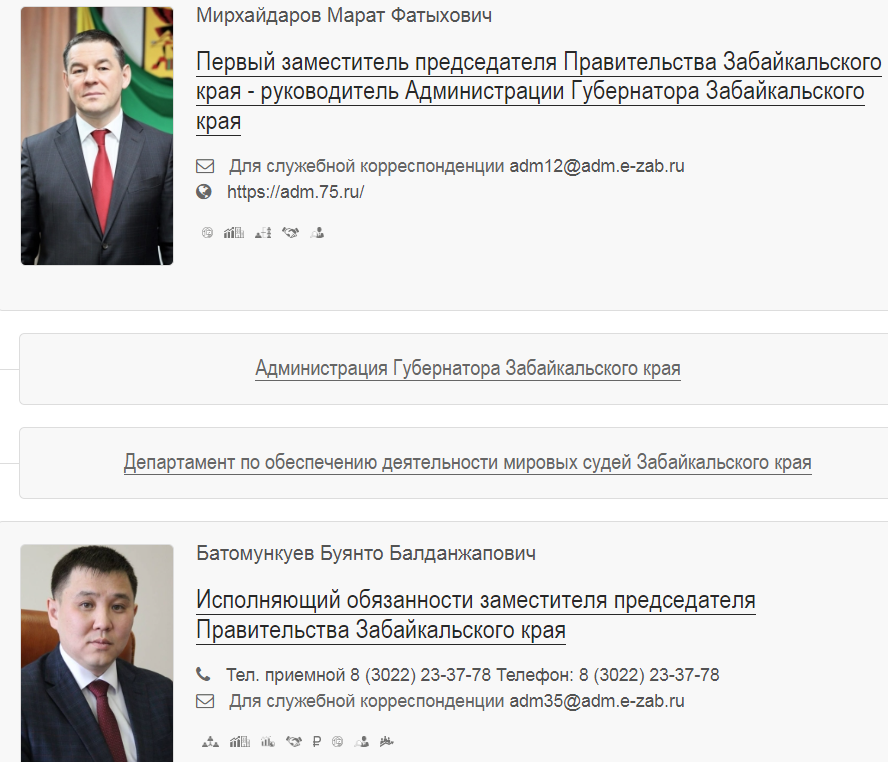 Мирхайдаров Марат Фатыхович
Первый заместитель председателя Правительства Забайкальского
края - руководитель Администрации Губернатора Забайкальского
края
Для служебной корреспонденции adm12@adm.e-zab.ru
https://adm.75.ru/
Администрация Губернатора Забайкальского края
Департамент по обеспечению деятельности мировых судей Забайкальского края
Батомункуев Буянто Балданжапович
Исполняющий обязанности заместителя председателя
Правительства Забайкальского края
Тел. приемной 8 (3022) 23-37-78 Телефон: 8 (3022) 23-37-78
Для служебной корреспонденции adm35@adm.e-zab.ru